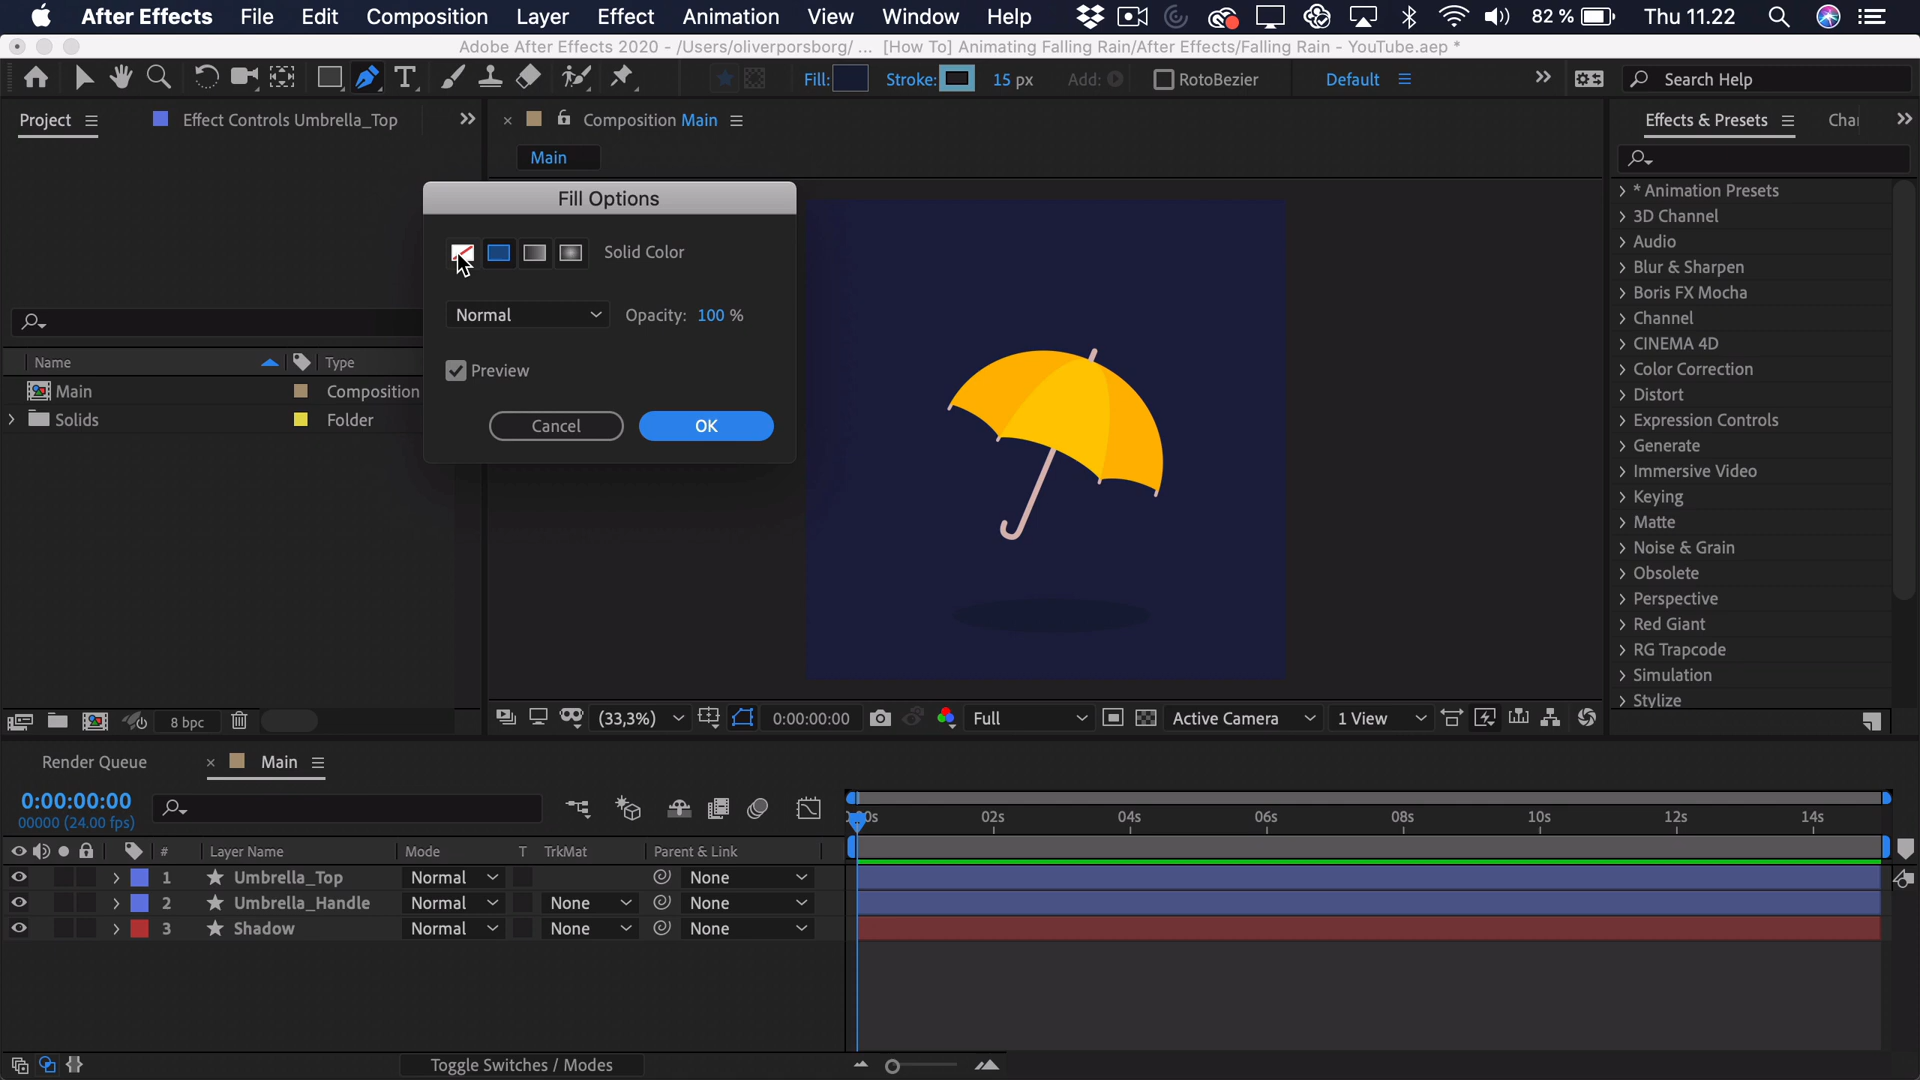 After Effects File Edit Composition Layer Effect Animation View Window Help 82 % Thu 11.22
Adobe After Effects 2020 - /Users/oliverporsborg/ ... [How To] Animating Falling Rain/After Effects/Falling Rain - YouTube.aep *
Fill: Stroke: 15 px Add: RotoBezier Default Search Help
Project Effect Controls Umbrella_Top Composition Main Effects & Presets Cha
Main
Fill Options
Solid Color
Normal Opacity: 100 %
Preview
Cancel OK
Name Type
Main Composition
Solids Folder
* Animation Presets
3D Channel
Audio
Blur & Sharpen
Boris FX Mocha
Channel
CINEMA 4D
Color Correction
Distort
Expression Controls
Generate
Immersive Video
Keying
Matte
Noise & Grain
Obsolete
Perspective
Red Giant
RG Trapcode
Simulation
Stylize
8 bpc (33,3%) 0:00:00:00 Full Active Camera 1 View
Render Queue Main
0:00:00:00
00000 (24.00 fps)
02s 04s 06s 08s 10s 12s 14s
# Layer Name Mode T TrkMat Parent & Link
1 Umbrella_Top Normal None
2 Umbrella_Handle Normal None None
3 Shadow Normal None None
Toggle Switches / Modes